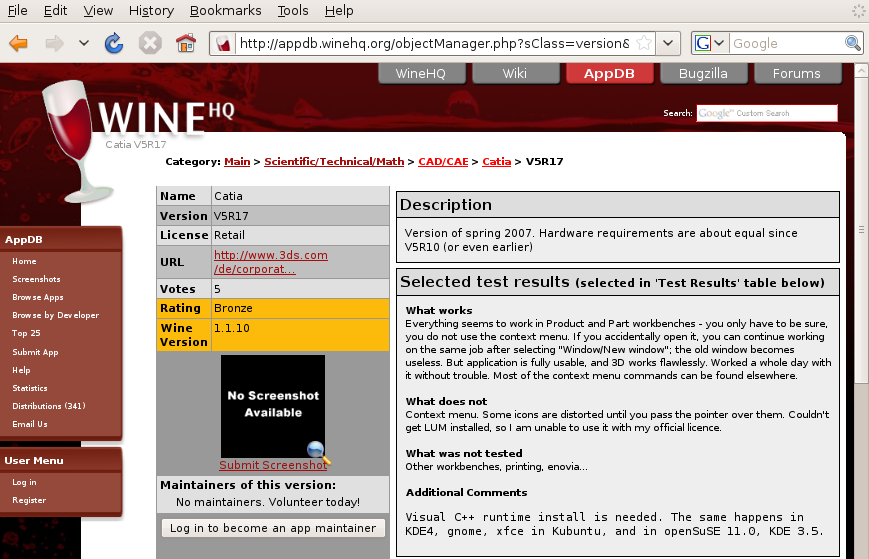 File Edit View History Bookmarks Tools Help
http://appdb.winehq.org/objectManager.php?sClass=version& G Google
WineHQ Wiki AppDB Bugzilla Forums
WINE HQ
Search: Google™ Custom Search
Catia V5R17
Category: Main > Scientific/Technical/Math > CAD/CAE > Catia > V5R17
AppDB
Home
Screenshots
Browse Apps
Browse by Developer
Top 25
Submit App
Help
Statistics
Distributions (341)
Email Us
User Menu
Log in
Register
Name Catia
Version V5R17
License Retail
URL http://www.3ds.com
/de/corporat...
Votes 5
Rating Bronze
Wine 1.1.10
Version
No Screenshot
Available
Submit Screenshot
Maintainers of this version:
No maintainers. Volunteer today!
Log in to become an app maintainer
Description
Version of spring 2007. Hardware requirements are about equal since
V5R10 (or even earlier)
Selected test results (selected in 'Test Results' table below)
What works
Everything seems to work in Product and Part workbenches - you only have to be sure,
you do not use the context menu. If you accidentally open it, you can continue working
on the same job after selecting "Window/New window"; the old window becomes
useless. But application is fully usable, and 3D works flawlessly. Worked a whole day with
it without trouble. Most of the context menu commands can be found elsewhere.
What does not
Context menu. Some icons are distorted until you pass the pointer over them. Couldn't
get LUM installed, so I am unable to use it with my official licence.
What was not tested
Other workbenches, printing, enovia...
Additional Comments
Visual C++ runtime install is needed. The same happens in
KDE4, gnome, xfce in Kubuntu, and in openSuSE 11.0, KDE 3.5.